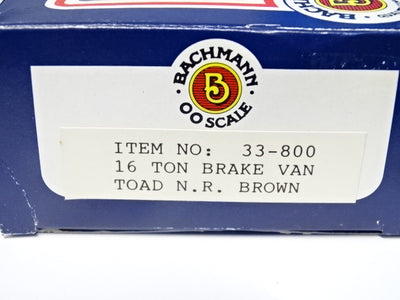 BACHMANN
OO SCALE
ITEM NO: 33-800
16 TON BRAKE VAN
TOAD N.R. BROWN